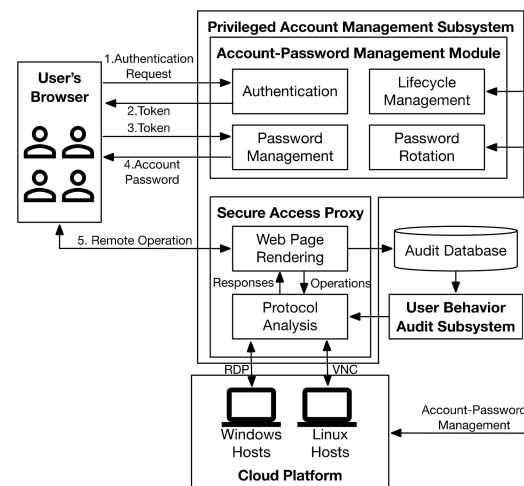 Privileged Account Management Subsystem
Account-Password Management Module
User's
Browser
1.Authentication
Request
2.Token
3.Token
4.Account
Password
Authentication
Lifecycle
Management
Password
Management
Password
Rotation
Secure Access Proxy
5. Remote Operation
Web Page
Rendering
Audit Database
Responses
Operations
Protocol
Analysis
User Behavior
Audit Subsystem
RDP
VNC
Windows
Hosts
Linux
Hosts
Account-Password
Management
Cloud Platform